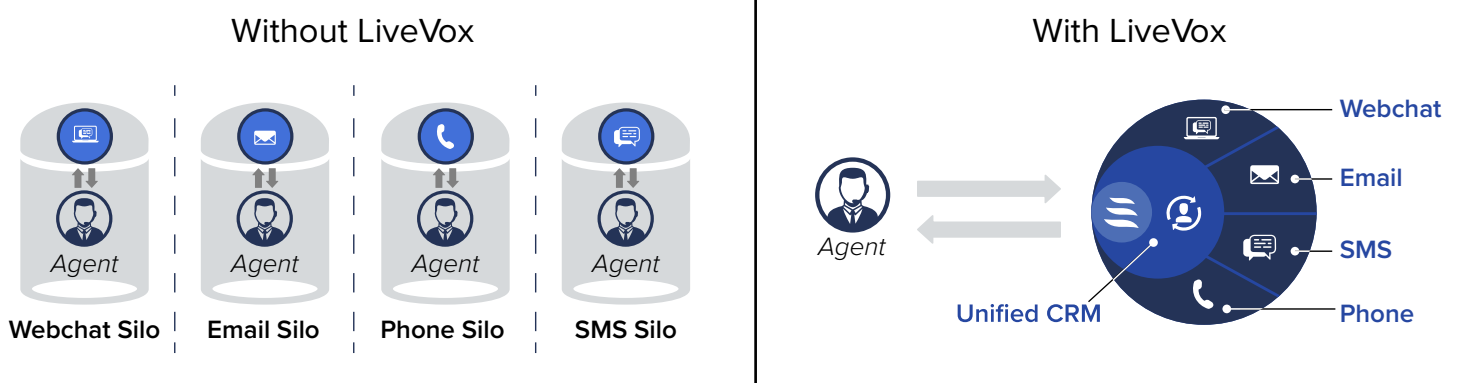 Without LiveVox
Agent
Agent
Agent
Agent
Webchat Silo
Email Silo
Phone Silo
SMS Silo
With LiveVox
Agent
Webchat
Email
SMS
Phone
Unified CRM